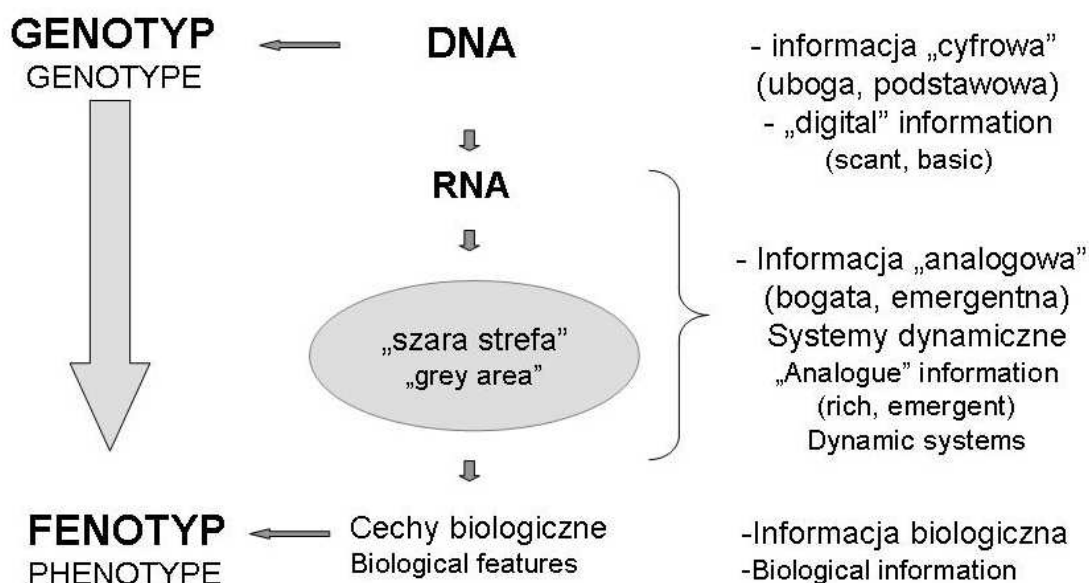 GENOTYP
GENOTYPE
DNA
- informacja „cyfrowa”
(uboga, podstawowa)
- „digital” information
(scant, basic)
RNA
„szara strefa”
„grey area”
- Informacja „analogowa”
(bogata, emergentna)
Systemy dynamiczne
„Analogue” information
(rich, emergent)
Dynamic systems
FENOTYP
PHENOTYPE
Cechy biologiczne
Biological features
-Informacja biologiczna
-Biological information